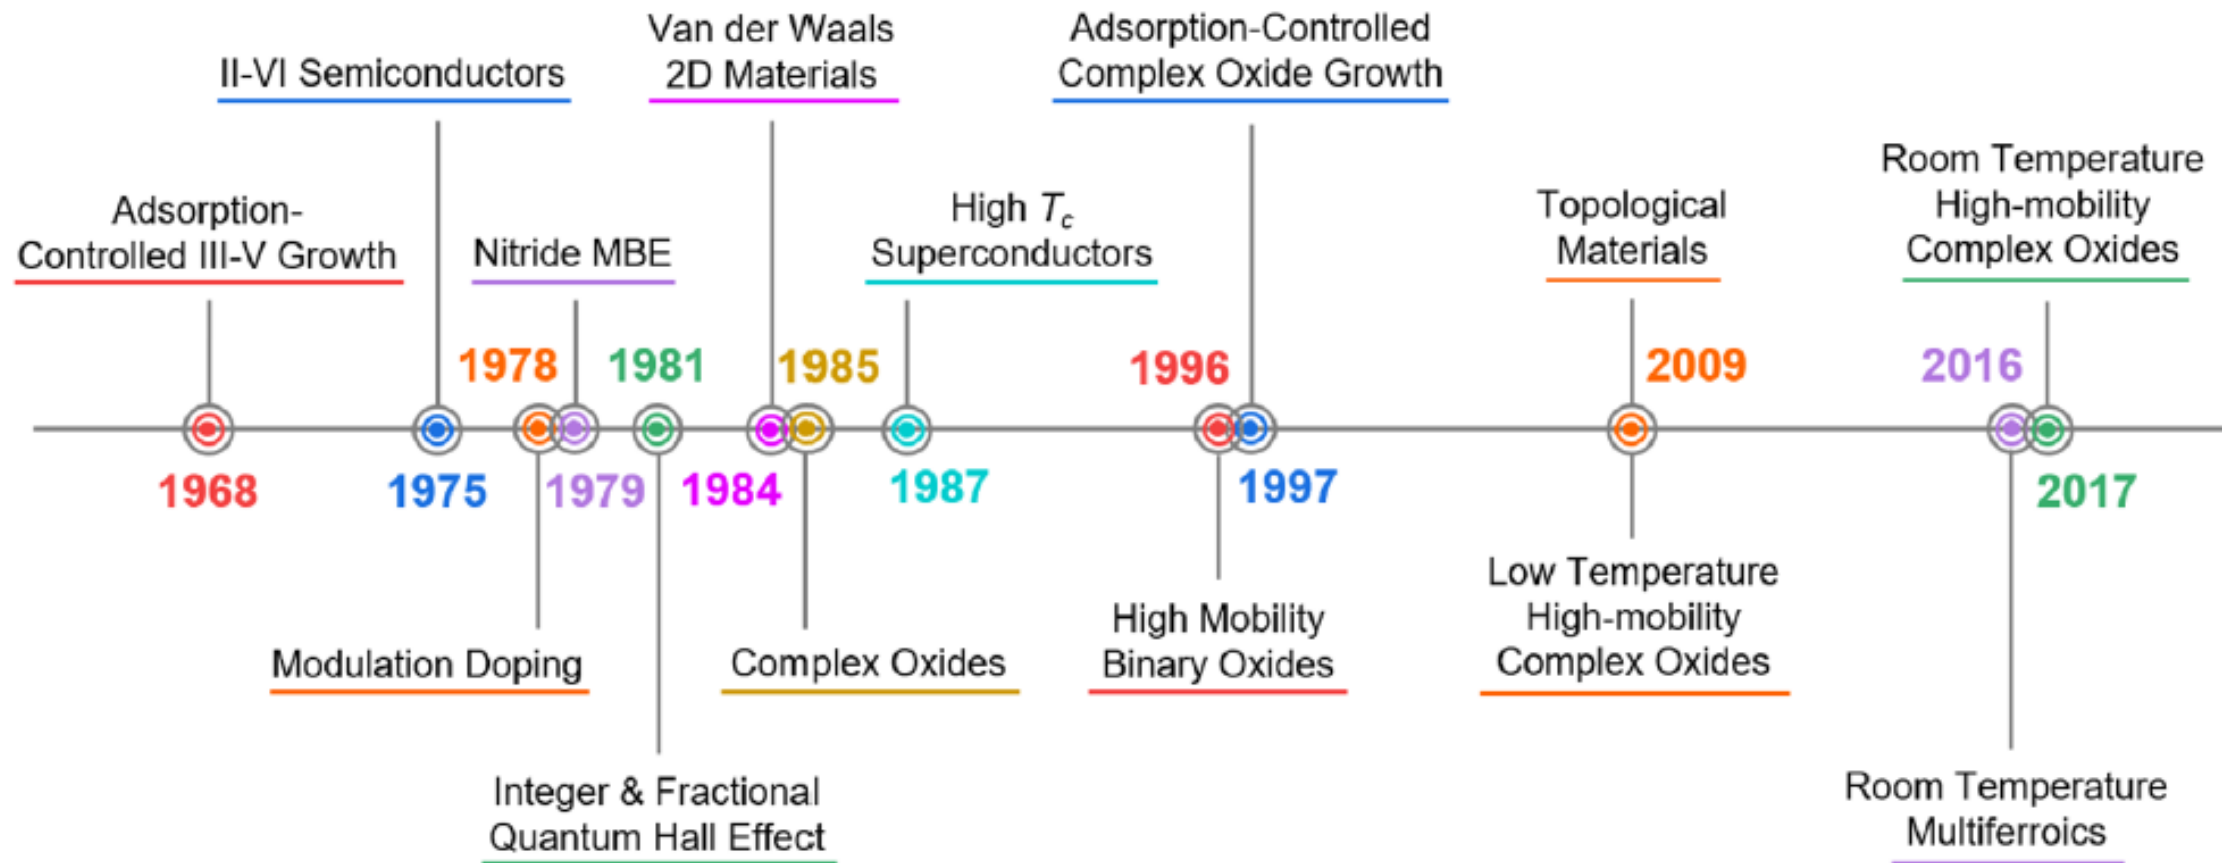 Van der Waals
2D Materials
Adsorption-Controlled
Complex Oxide Growth
II-VI Semiconductors
Adsorption-
Controlled III-V Growth
Nitride MBE
High T_c
Superconductors
Topological
Materials
Room Temperature
High-mobility
Complex Oxides
1978
1981
1985
1996
2009
2016
1968
1975
1979
1984
1987
1997
2017
Modulation Doping
Complex Oxides
High Mobility
Binary Oxides
Low Temperature
High-mobility
Complex Oxides
Integer & Fractional
Quantum Hall Effect
Room Temperature
Multiferroics